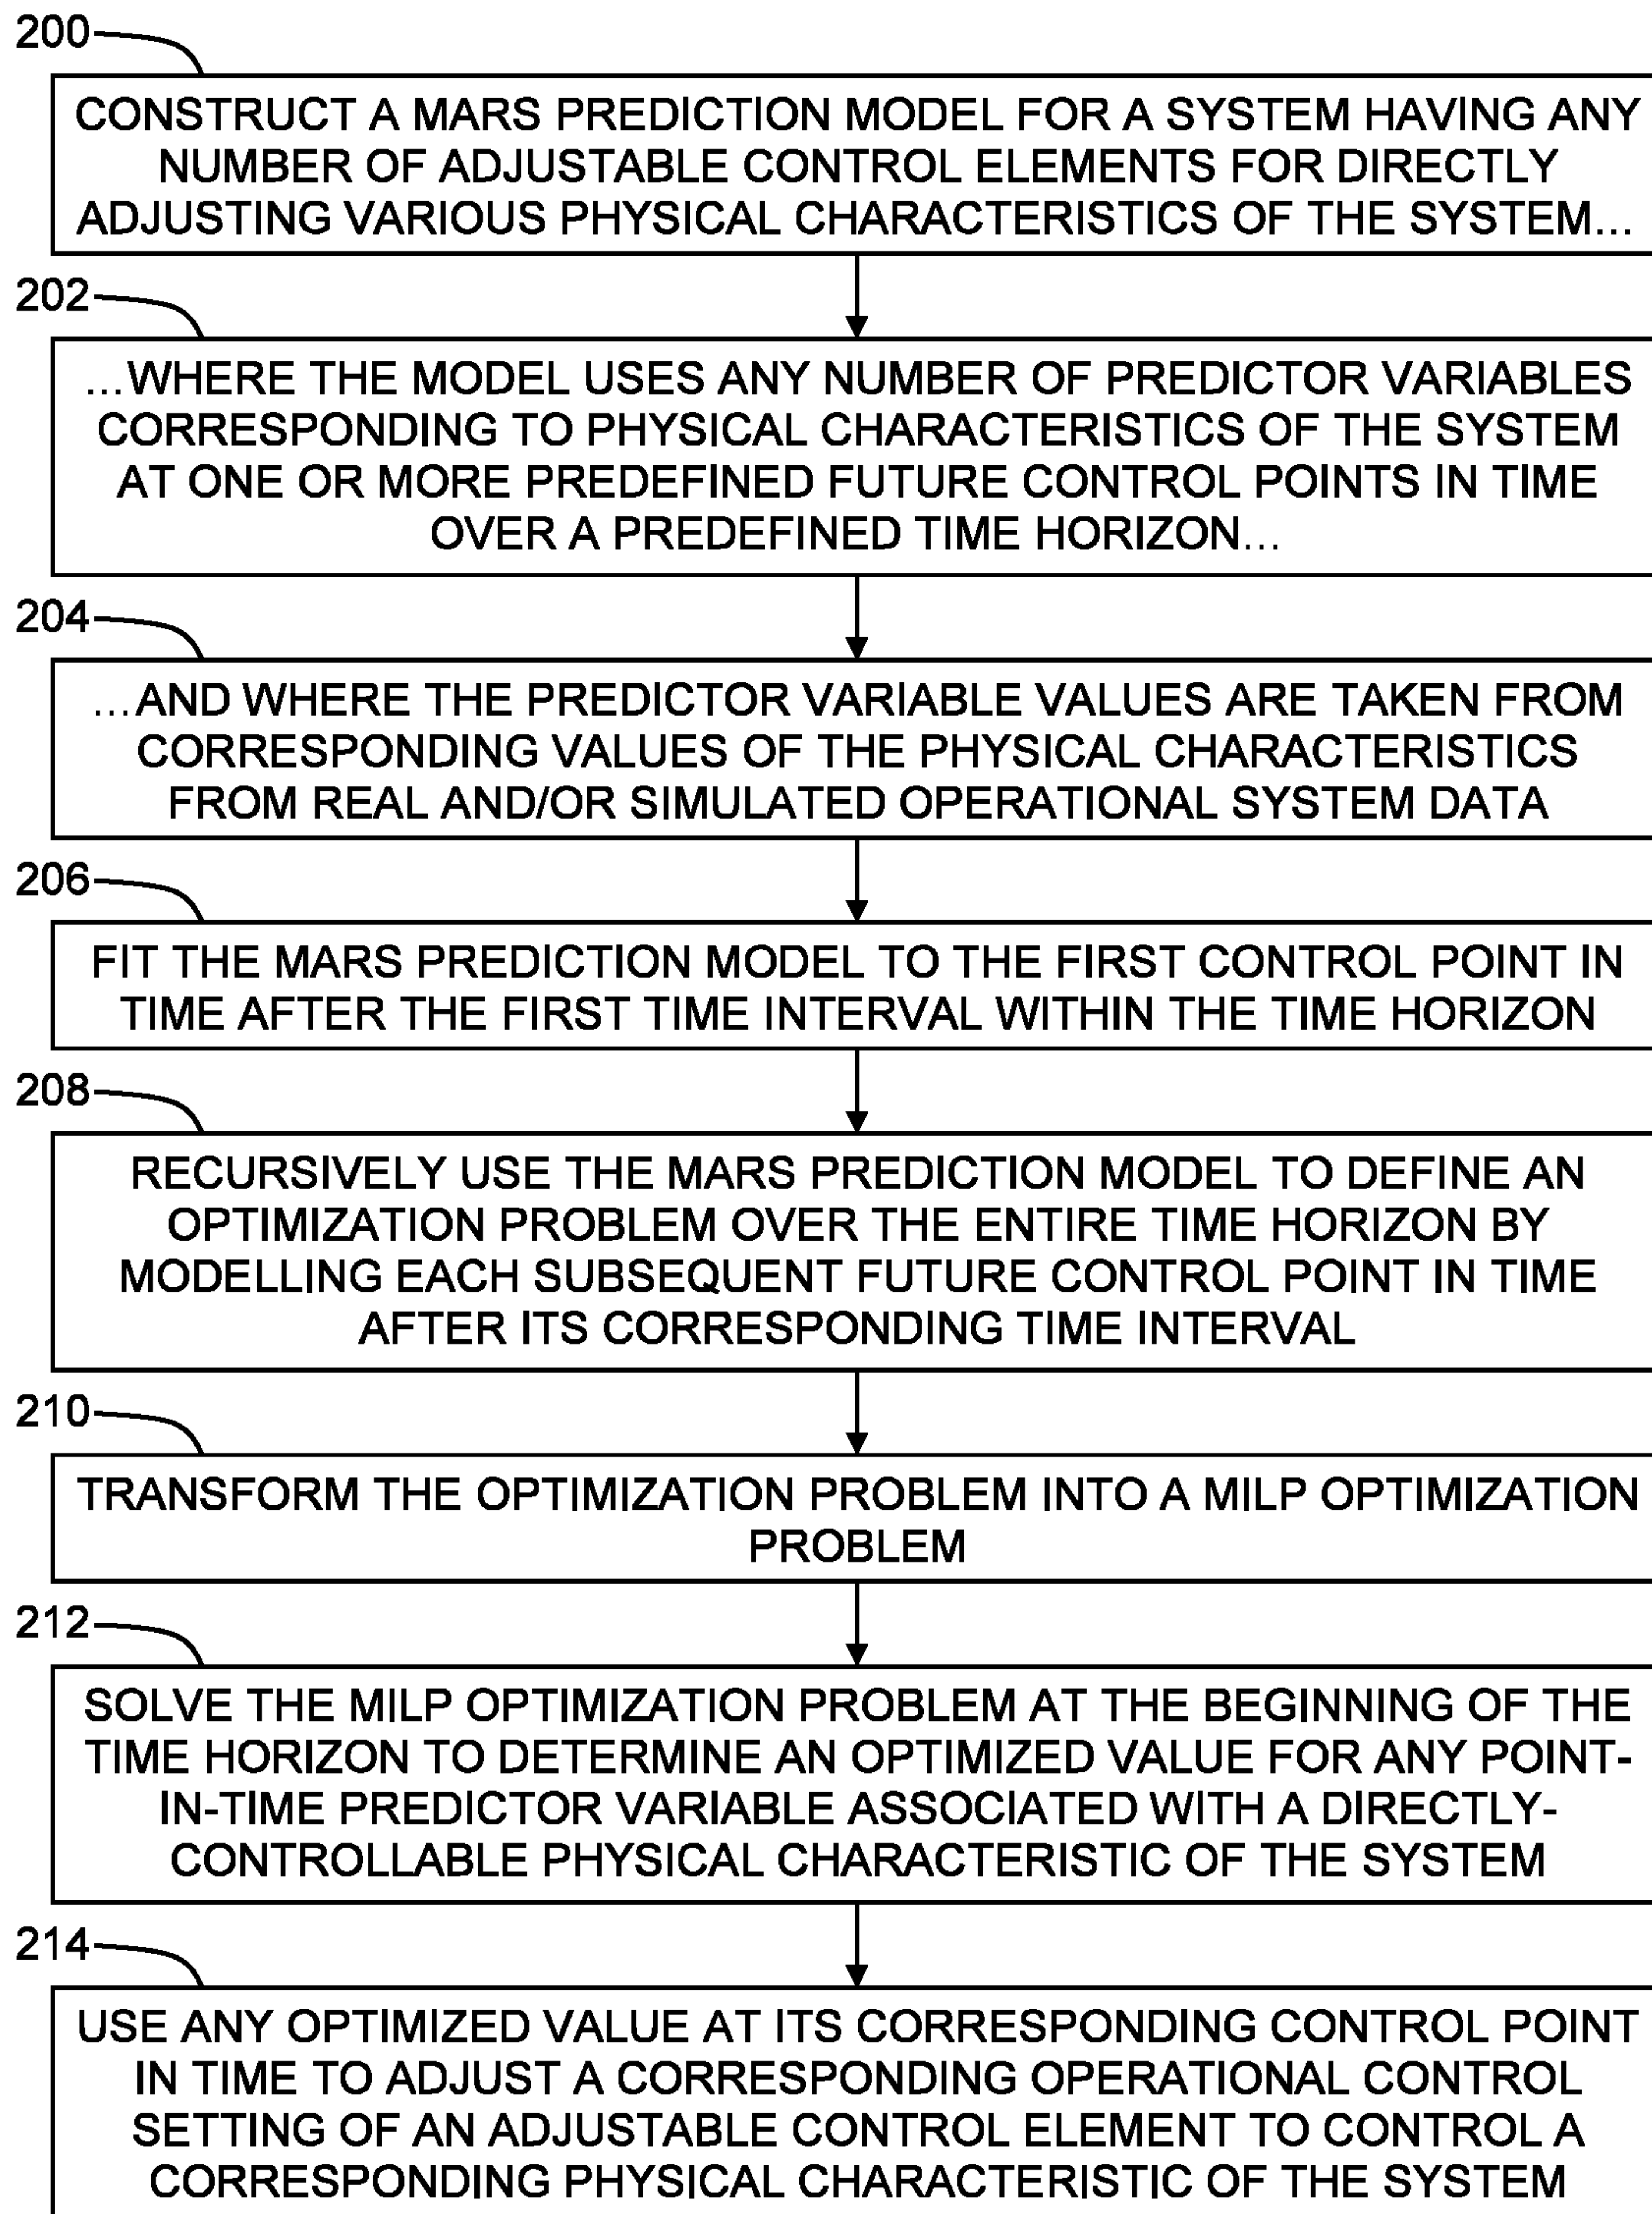 200
CONSTRUCT A MARS PREDICTION MODEL FOR A SYSTEM HAVING ANY
NUMBER OF ADJUSTABLE CONTROL ELEMENTS FOR DIRECTLY
ADJUSTING VARIOUS PHYSICAL CHARACTERISTICS OF THE SYSTEM...
202
...WHERE THE MODEL USES ANY NUMBER OF PREDICTOR VARIABLES
CORRESPONDING TO PHYSICAL CHARACTERISTICS OF THE SYSTEM
AT ONE OR MORE PREDEFINED FUTURE CONTROL POINTS IN TIME
OVER A PREDEFINED TIME HORIZON...
204
...AND WHERE THE PREDICTOR VARIABLE VALUES ARE TAKEN FROM
CORRESPONDING VALUES OF THE PHYSICAL CHARACTERISTICS
FROM REAL AND/OR SIMULATED OPERATIONAL SYSTEM DATA
206
FIT THE MARS PREDICTION MODEL TO THE FIRST CONTROL POINT IN
TIME AFTER THE FIRST TIME INTERVAL WITHIN THE TIME HORIZON
208
RECURSIVELY USE THE MARS PREDICTION MODEL TO DEFINE AN
OPTIMIZATION PROBLEM OVER THE ENTIRE TIME HORIZON BY
MODELLING EACH SUBSEQUENT FUTURE CONTROL POINT IN TIME
AFTER ITS CORRESPONDING TIME INTERVAL
210
TRANSFORM THE OPTIMIZATION PROBLEM INTO A MILP OPTIMIZATION
PROBLEM
212
SOLVE THE MILP OPTIMIZATION PROBLEM AT THE BEGINNING OF THE
TIME HORIZON TO DETERMINE AN OPTIMIZED VALUE FOR ANY POINT-
IN-TIME PREDICTOR VARIABLE ASSOCIATED WITH A DIRECTLY-
CONTROLLABLE PHYSICAL CHARACTERISTIC OF THE SYSTEM
214
USE ANY OPTIMIZED VALUE AT ITS CORRESPONDING CONTROL POINT
IN TIME TO ADJUST A CORRESPONDING OPERATIONAL CONTROL
SETTING OF AN ADJUSTABLE CONTROL ELEMENT TO CONTROL A
CORRESPONDING PHYSICAL CHARACTERISTIC OF THE SYSTEM